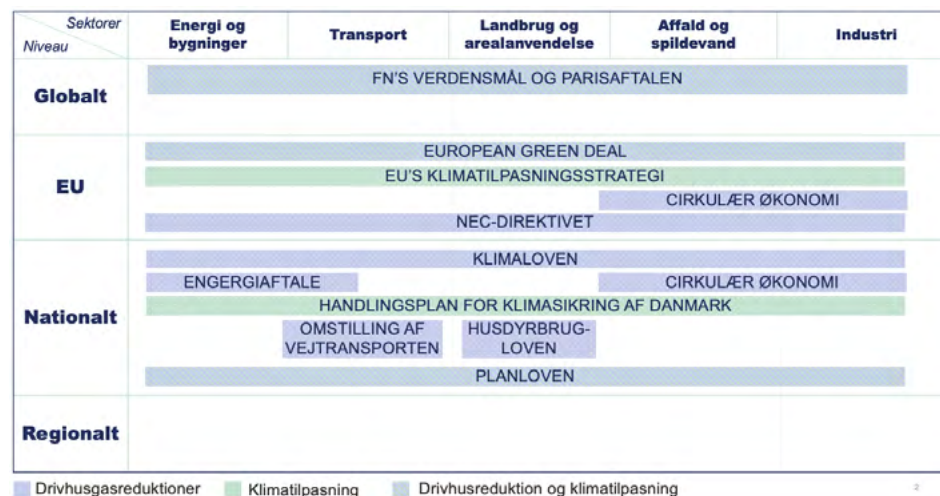 Sektorer
Niveau
Energi og
bygninger
Transport
Landbrug og
arealanvendelse
Affald og
spildevand
Industri
Globalt
FN'S VERDENSMÅL OG PARISAFTALEN
EU
EUROPEAN GREEN DEAL
EU'S KLIMATILPASNINGSSTRATEGI
CIRKULÆR ØKONOMI
NEC-DIREKTIVET
Nationalt
KLIMALOVEN
ENGERGIAFTALE
CIRKULÆR ØKONOMI
HANDLINGSPLAN FOR KLIMASIKRING AF DANMARK
OMSTILLING AF
VEJTRANSPORTEN
HUSDYRBRUG-
LOVEN
PLANLOVEN
Regionalt
Drivhusgasreduktioner
Klimatilpasning
Drivhusreduktion og klimatilpasning
2